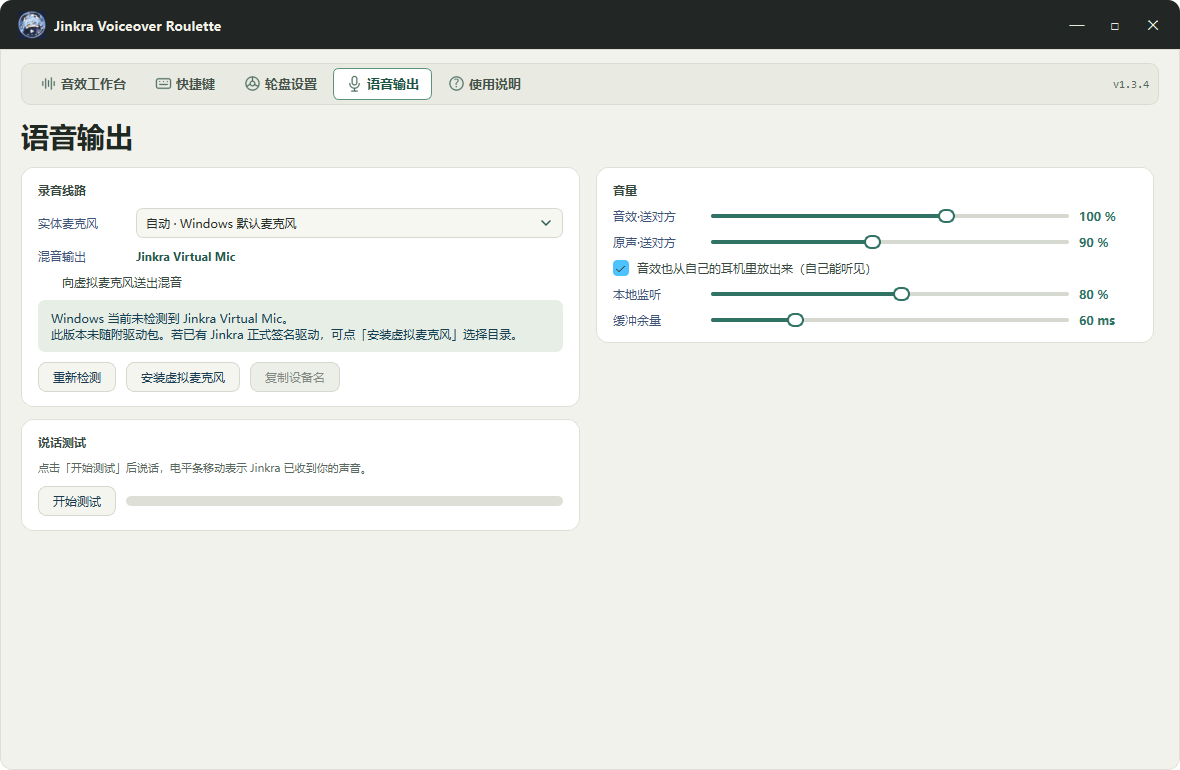 Jinkra Voiceover Roulette
音效工作台 快捷键 轮盘设置 语音输出 使用说明 v1.3.4
语音输出
录音线路
实体麦克风 自动 · Windows 默认麦克风
混音输出 Jinkra Virtual Mic
向虚拟麦克风送出混音
Windows 当前未检测到 Jinkra Virtual Mic。
此版本未随附驱动包。若已有 Jinkra 正式签名驱动，可点「安装虚拟麦克风」选择目录。
重新检测 安装虚拟麦克风 复制设备名
说话测试
点击「开始测试」后说话，电平条移动表示 Jinkra 已收到你的声音。
开始测试
音量
音效·送对方 100 %
原声·送对方 90 %
音效也从自己的耳机里放出来（自己能听见）
本地监听 80 %
缓冲余量 60 ms